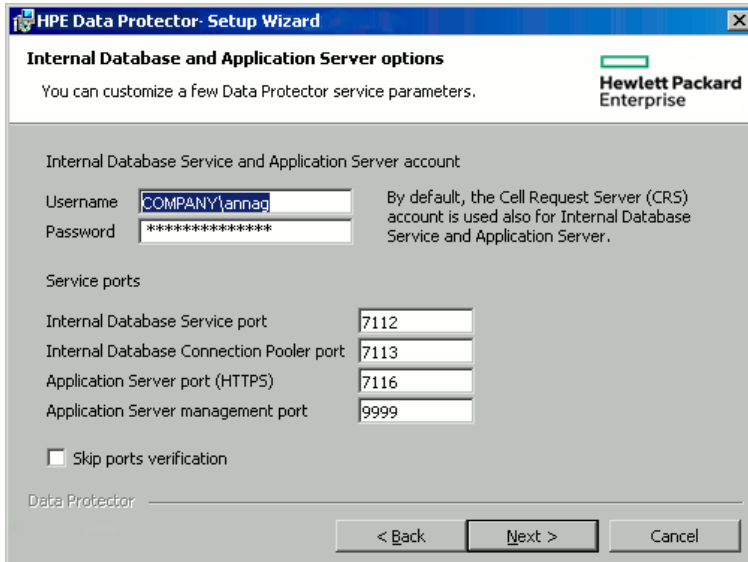 HPE Data Protector- Setup Wizard
Internal Database and Application Server options
You can customize a few Data Protector service parameters.
Hewlett Packard
Enterprise
Internal Database Service and Application Server account
Username COMPANY\annag
Password **************
By default, the Cell Request Server (CRS)
account is used also for Internal Database
Service and Application Server.
Service ports
Internal Database Service port 7112
Internal Database Connection Pooler port 7113
Application Server port (HTTPS) 7116
Application Server management port 9999
Skip ports verification
Data Protector
< Back Next > Cancel